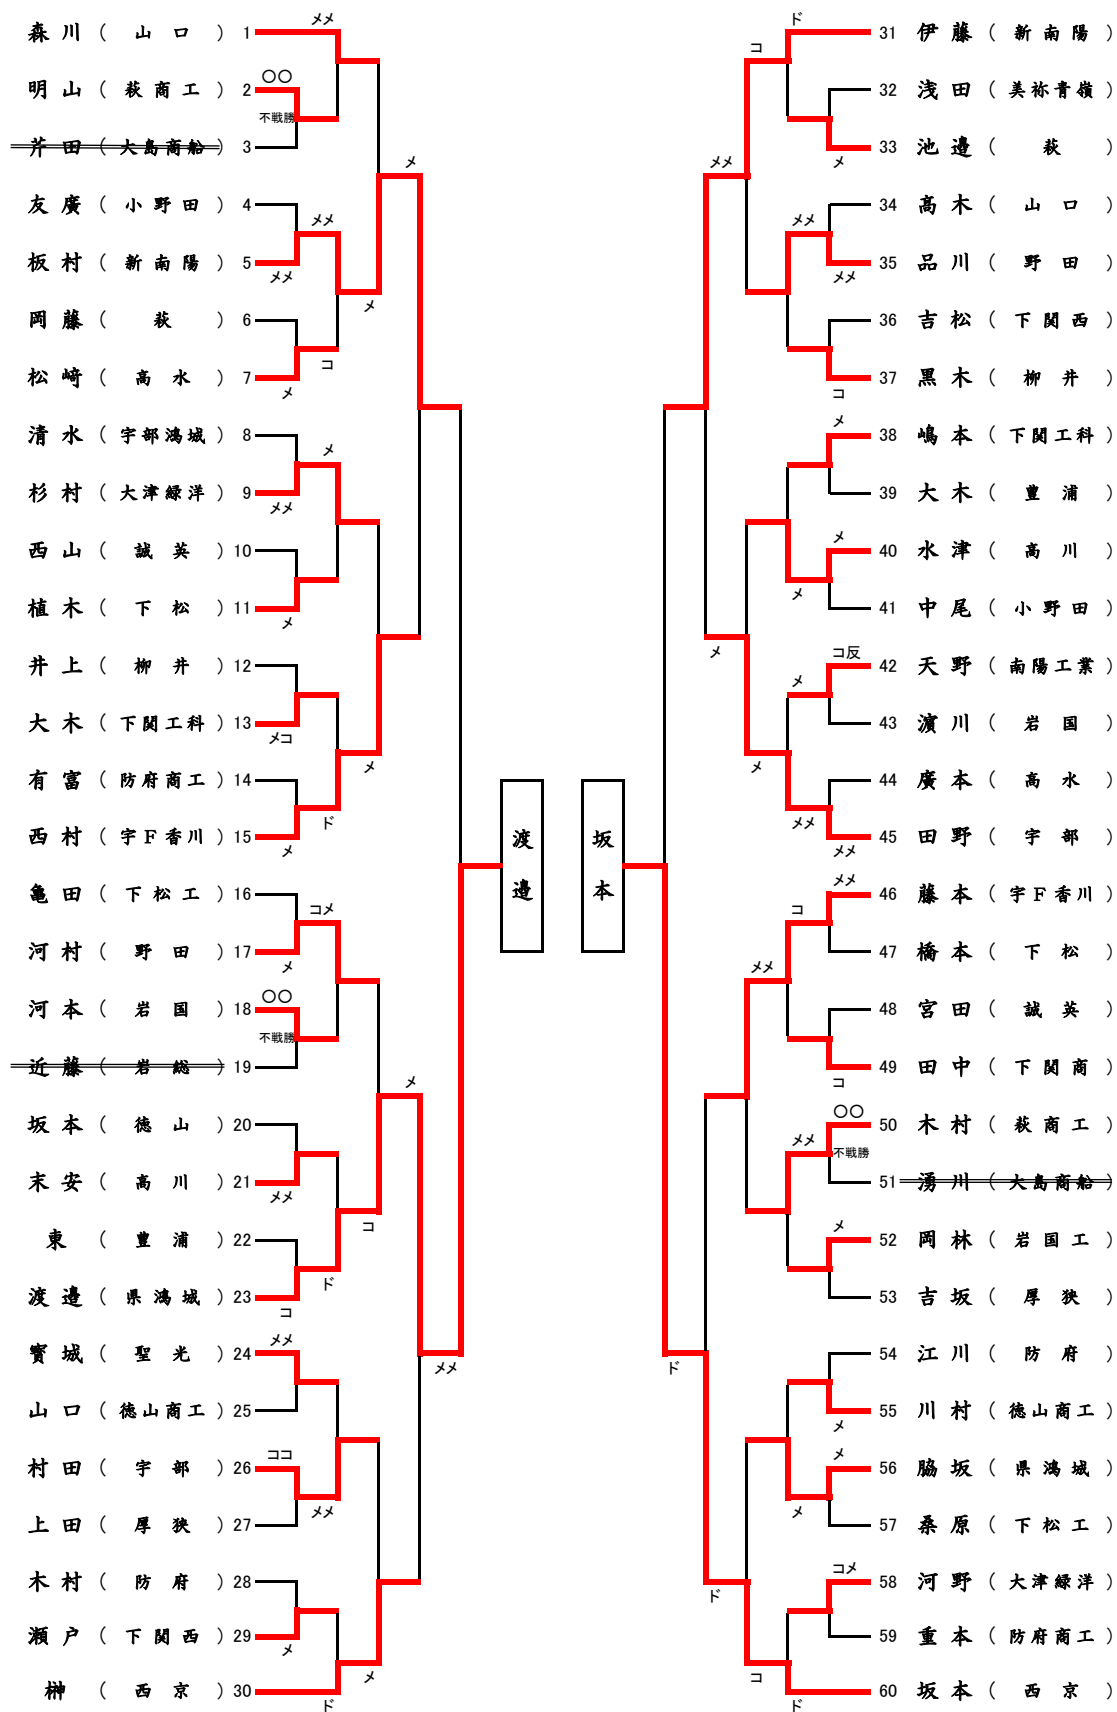 森川 ( 山口 ) 1
メメ
明山 ( 萩商工 ) 2
○○
不戦勝
芹田 ( 大島商船 ) 3
メ
友廣 ( 小野田 ) 4
メメ
板村 ( 新南陽 ) 5
メメ
メ
岡藤 ( 萩 ) 6
コ
松﨑 ( 高水 ) 7
メ
清水 ( 宇部鴻城 ) 8
メ
杉村 ( 大津緑洋 ) 9
メメ
西山 ( 誠英 ) 10
植木 ( 下松 ) 11
メ
井上 ( 柳井 ) 12
大木 ( 下関工科 ) 13
メコ
メ
有富 ( 防府商工 ) 14
ド
西村 ( 宇F香川 ) 15
メ
亀田 ( 下松工 ) 16
コメ
河村 ( 野田 ) 17
メ
河本 ( 岩国 ) 18
○○
不戦勝
近藤 ( 岩総 ) 19
メ
坂本 ( 徳山 ) 20
末安 ( 高川 ) 21
メメ
コ
東 ( 豊浦 ) 22
ド
渡邉 ( 県鴻城 ) 23
コ
メメ
寳城 ( 聖光 ) 24
メメ
山口 ( 徳山商工 ) 25
ココ
村田 ( 宇部 ) 26
メメ
上田 ( 厚狭 ) 27
木村 ( 防府 ) 28
瀬戸 ( 下関西 ) 29
メ
メ
榊 ( 西京 ) 30
ド
渡邉
坂本
ド
31 伊藤 ( 新南陽 )
コ
32 浅田 ( 美祢青嶺 )
33 池邉 ( 萩 )
メ
メメ
34 髙木 ( 山口 )
メメ
35 品川 ( 野田 )
メメ
36 吉松 ( 下関西 )
37 黒木 ( 柳井 )
コ
メ
38 嶋本 ( 下関工科 )
39 大木 ( 豊浦 )
メ
40 水津 ( 高川 )
メ
41 中尾 ( 小野田 )
メ
コ反
42 天野 ( 南陽工業 )
メ
43 濵川 ( 岩国 )
メ
44 廣本 ( 高水 )
メメ
45 田野 ( 宇部 )
メメ
メメ
46 藤本 ( 宇F香川 )
コ
47 橋本 ( 下松 )
メメ
48 宮田 ( 誠英 )
49 田中 ( 下関商 )
コ
○○
50 木村 ( 萩商工 )
メメ
不戦勝
51 湧川 ( 大島商船 )
メ
52 岡林 ( 岩国工 )
53 吉坂 ( 厚狭 )
54 江川 ( 防府 )
ド
55 川村 ( 徳山商工 )
メ
メ
56 脇坂 ( 県鴻城 )
メ
57 桑原 ( 下松工 )
コメ
58 河野 ( 大津緑洋 )
ド
59 重本 ( 防府商工 )
コ
60 坂本 ( 西京 )
ド